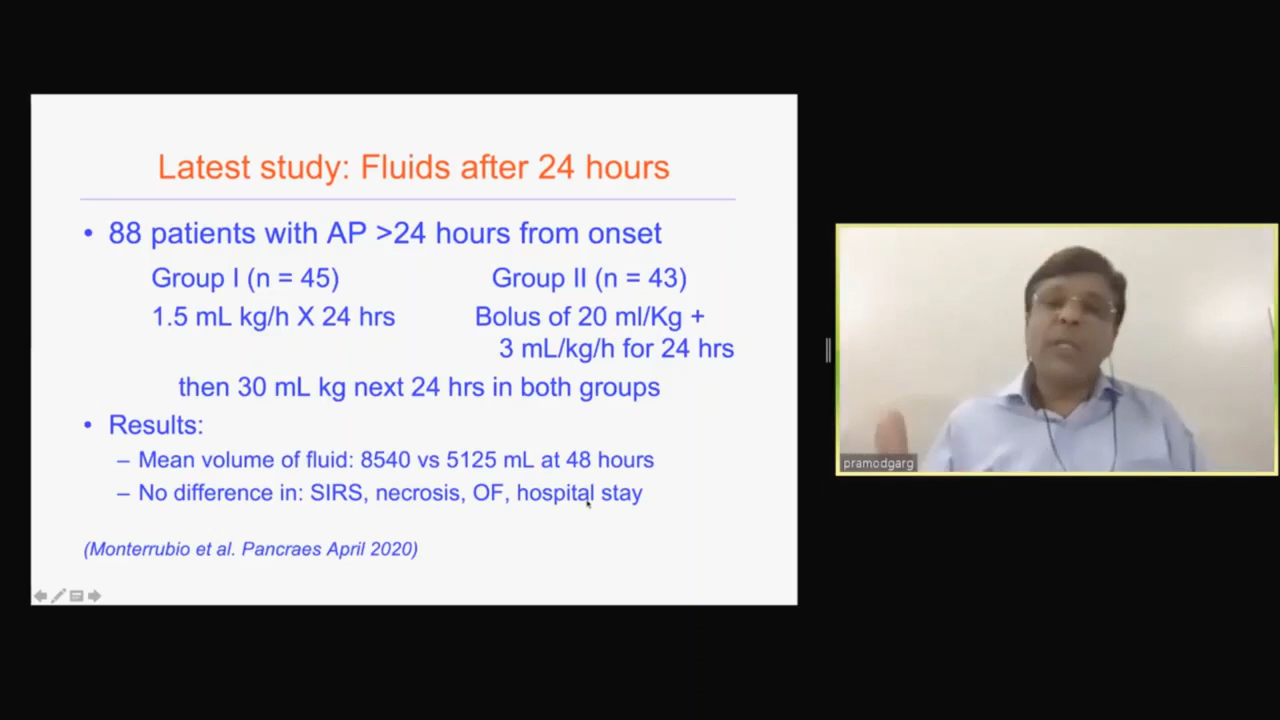 Latest study: Fluids after 24 hours
• 88 patients with AP >24 hours from onset
Group I (n = 45) Group II (n = 43)
1.5 mL kg/h X 24 hrs Bolus of 20 ml/Kg +
3 mL/kg/h for 24 hrs
then 30 mL kg next 24 hrs in both groups
• Results:
– Mean volume of fluid: 8540 vs 5125 mL at 48 hours
– No difference in: SIRS, necrosis, OF, hospital stay
(Monterrubio et al. Pancraes April 2020)
pramodgarg